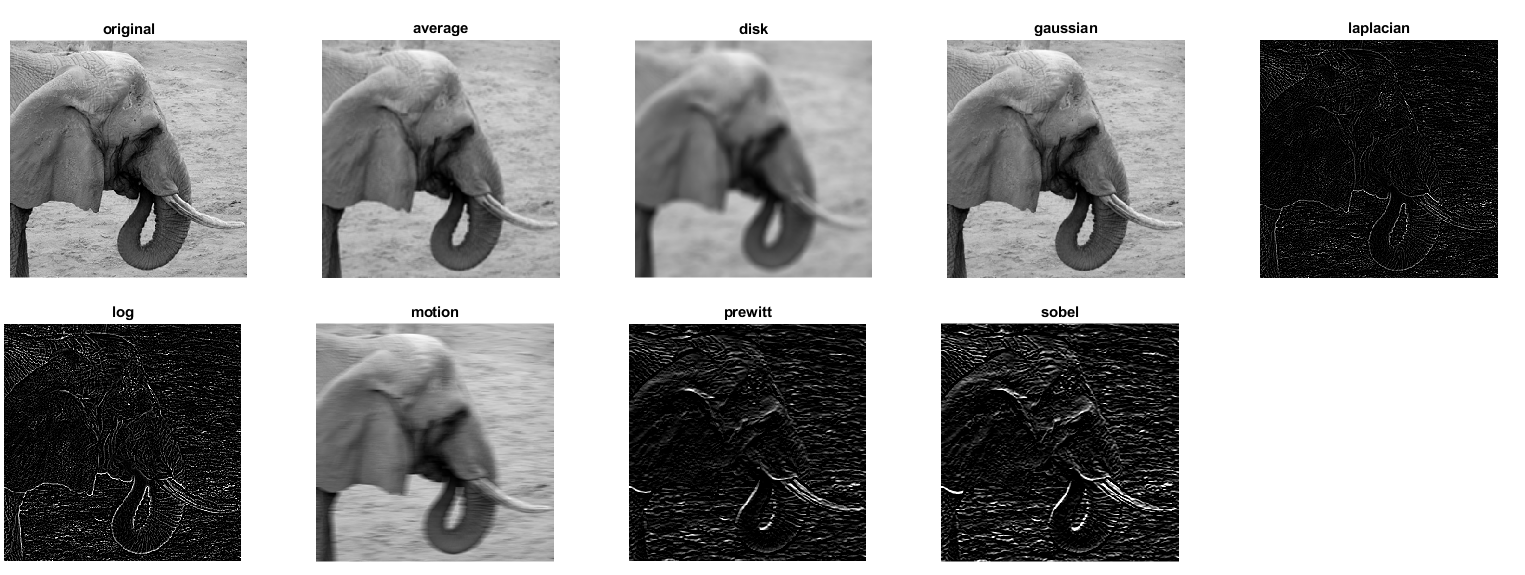 original
average
disk
gaussian
laplacian
log
motion
prewitt
sobel